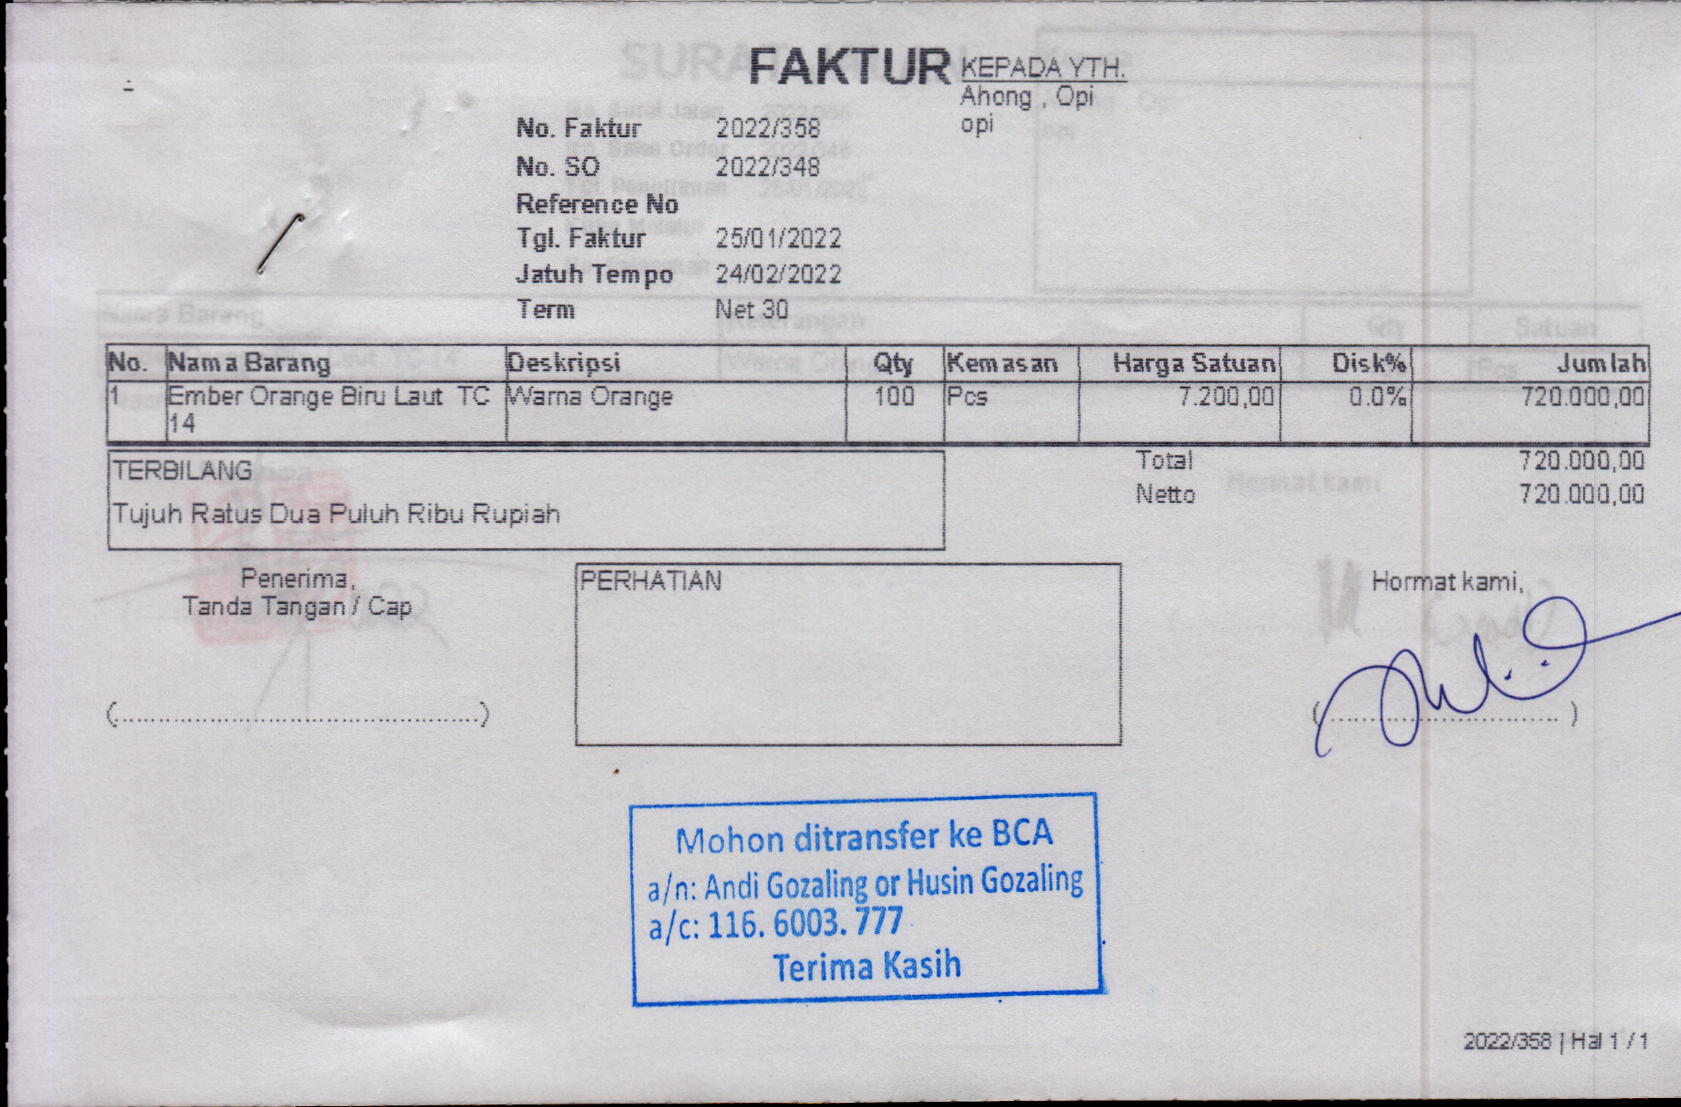 FAKTUR
KEPADA YTH.
Ahong , Opi
opi
No. Faktur 2022/358
No. SO 2022/348
Reference No
Tgl. Faktur 25/01/2022
Jatuh Tempo 24/02/2022
Term Net 30
No. Nama Barang Deskripsi Qty Kemasan Harga Satuan Disk% Jumlah
1 Ember Orange Biru Laut TC Warna Orange 100 Pcs 7.200,00 0.0% 720.000,00
14
TERBILANG
Tujuh Ratus Dua Puluh Ribu Rupiah
Total 720.000,00
Netto 720.000,00
Penerima,
Tanda Tangan / Cap
PERHATIAN
Hormat kami,
Mohon ditransfer ke BCA
a/n: Andi Gozaling or Husin Gozaling
a/c: 116. 6003. 777
Terima Kasih
2022/358 | Hal 1 / 1